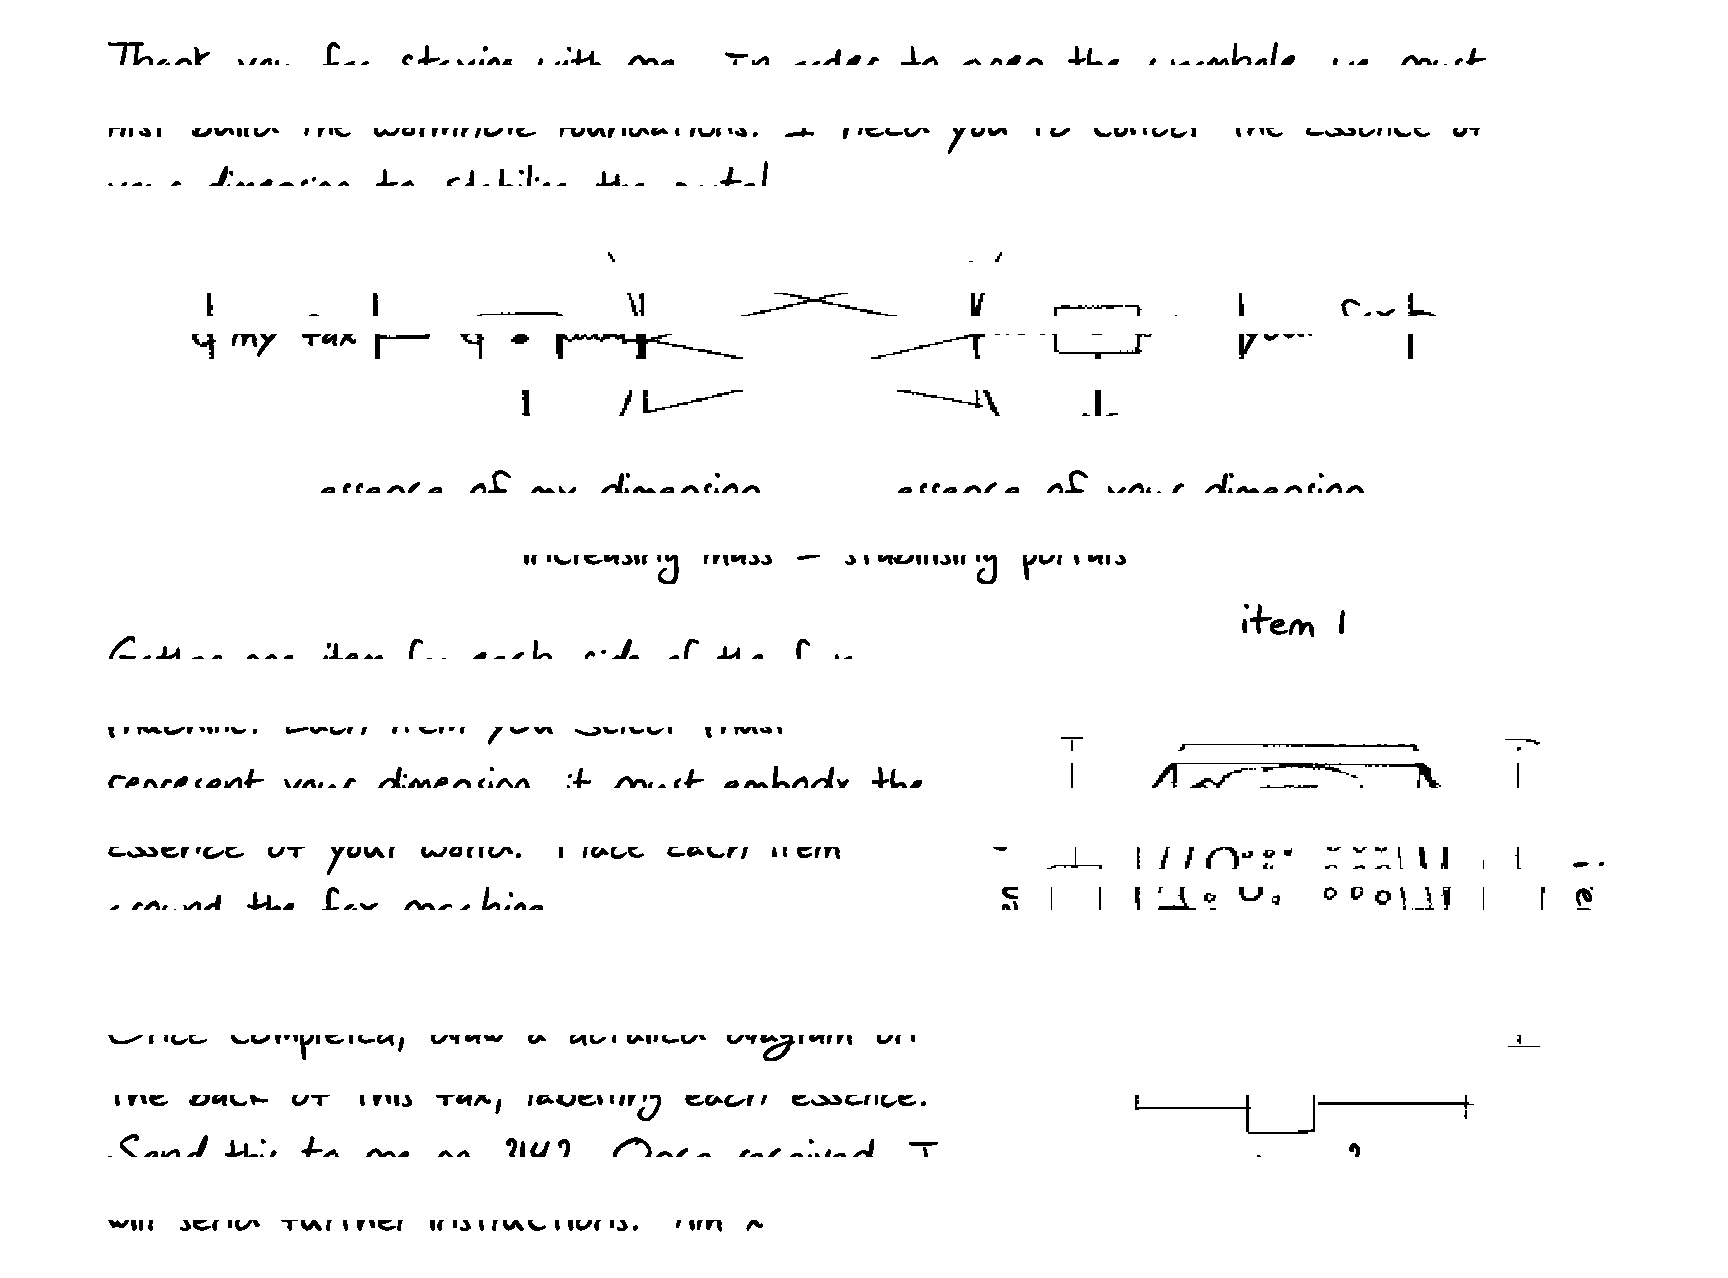 Thank you for staying with me. In order to open the wormhole we must
first build the wormhole foundations. I need you to collect the essence of
your dimension to stabilise the portal
my fax
your
fax
essence of my dimension
essence of your dimension
increasing mass = stabilising portals
item 1
Gather one item for each side of the fax
machine. Each item you select must
represent your dimension, it must embody the
essence of your world. Place each item
around the fax machine
Once completed, draw a detailed diagram on
the back of this fax, labelling each essence.
Send this to me on Once received, I
will send further instructions.